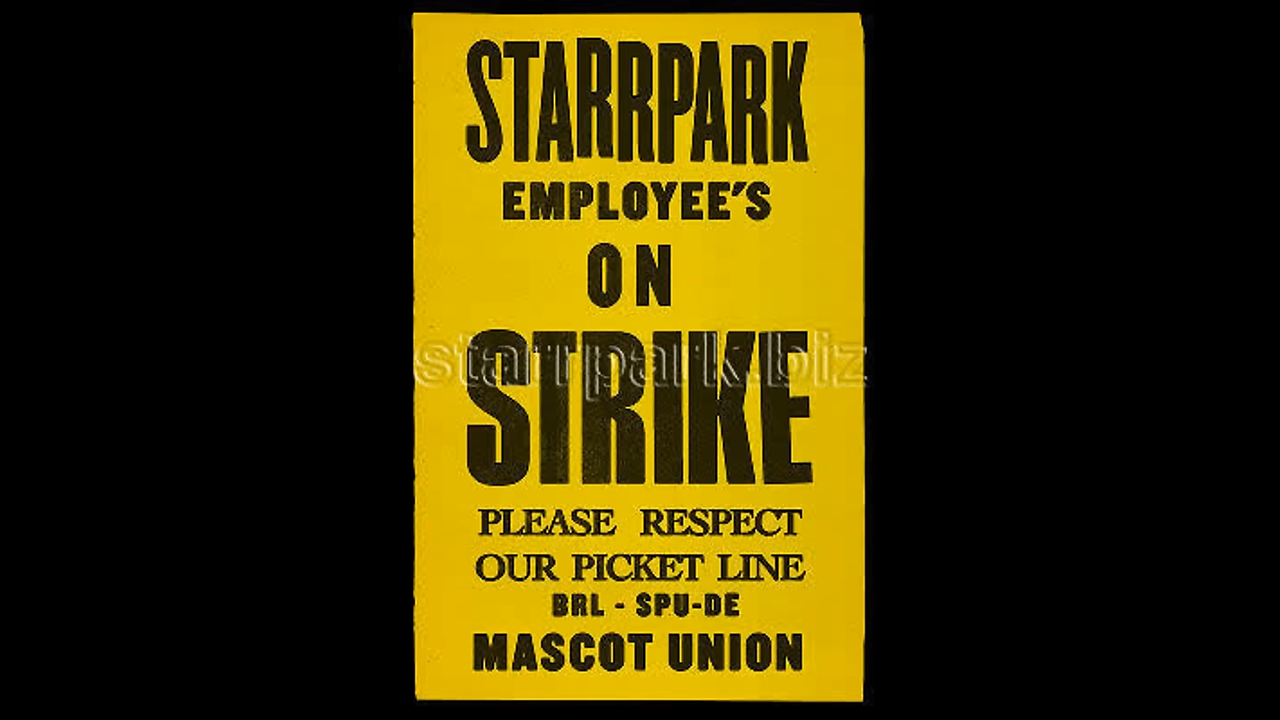 STARRPARK
EMPLOYEE'S
ON
STRIKE
starrpark.biz
PLEASE RESPECT
OUR PICKET LINE
BRL - SPU-DE
MASCOT UNION